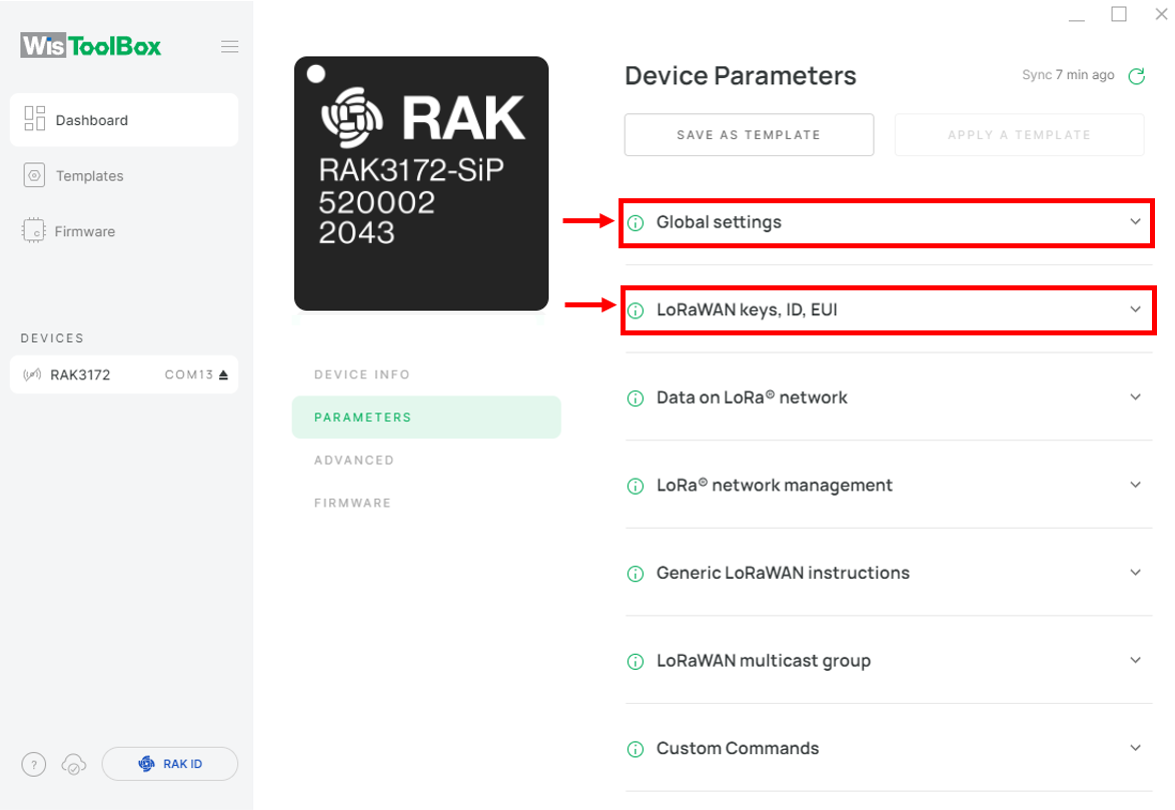 WisToolBox
Dashboard
Templates
Firmware
DEVICES
RAK3172 COM13
? RAK ID
RAK
RAK3172-SiP
520002
2043
DEVICE INFO
PARAMETERS
ADVANCED
FIRMWARE
Device Parameters
Sync 7 min ago
SAVE AS TEMPLATE
APPLY A TEMPLATE
Global settings
LoRaWAN keys, ID, EUI
Data on LoRa® network
LoRa® network management
Generic LoRaWAN instructions
LoRaWAN multicast group
Custom Commands